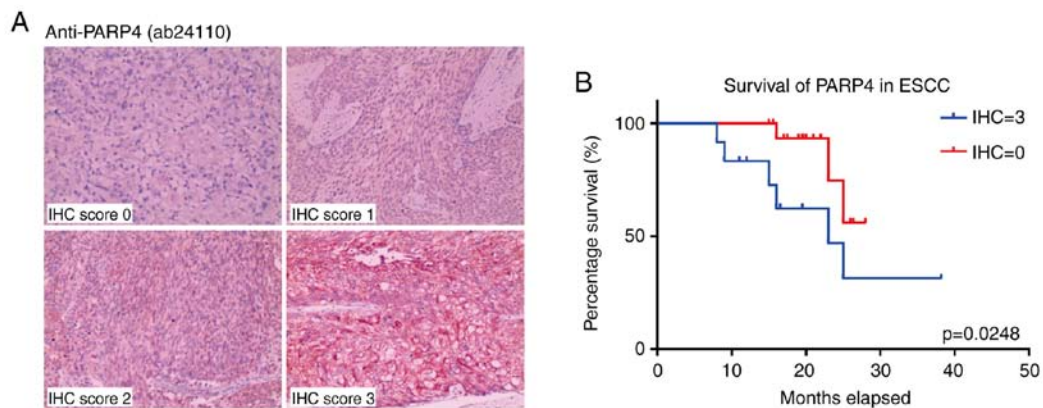 A
Anti-PARP4 (ab24110)
IHC score 0
IHC score 1
IHC score 2
IHC score 3
B
Survival of PARP4 in ESCC
IHC=3
IHC=0
Percentage survival (%)
100
50
0
p=0.0248
0 10 20 30 40 50
Months elapsed